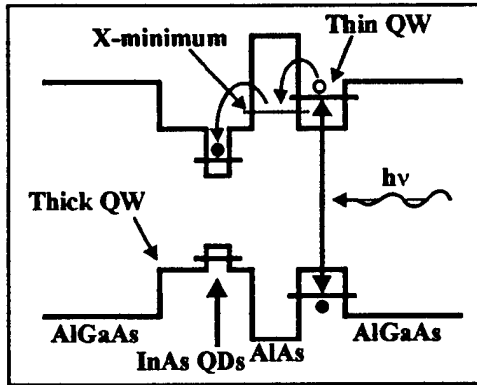 X-minimum
Thin QW
hν
Thick QW
AlGaAs
InAs QDs
AlAs
AlGaAs